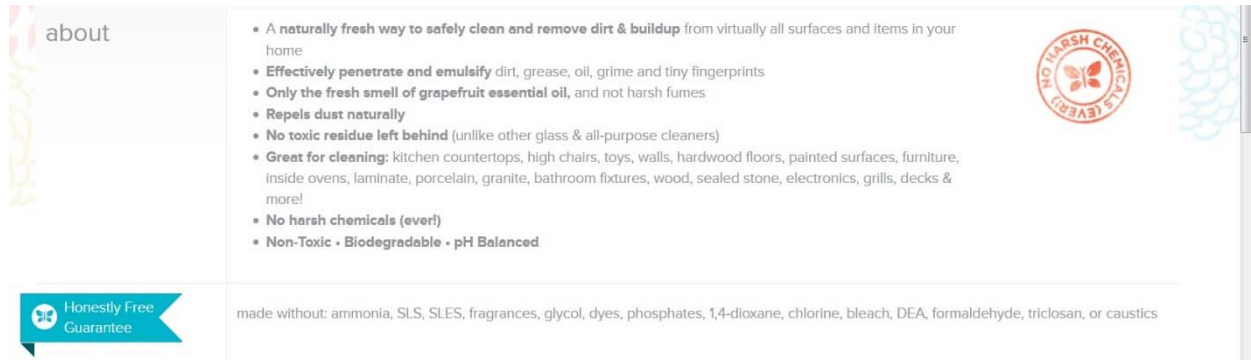 about
• A naturally fresh way to safely clean and remove dirt & buildup from virtually all surfaces and items in your
home
• Effectively penetrate and emulsify dirt, grease, oil, grime and tiny fingerprints
• Only the fresh smell of grapefruit essential oil, and not harsh fumes
• Repels dust naturally
• No toxic residue left behind (unlike other glass & all-purpose cleaners)
• Great for cleaning: kitchen countertops, high chairs, toys, walls, hardwood floors, painted surfaces, furniture,
inside ovens, laminate, porcelain, granite, bathroom fixtures, wood, sealed stone, electronics, grills, decks &
more!
• No harsh chemicals (ever!)
• Non-Toxic • Biodegradable • pH Balanced
NO HARSH CHEMICALS (EVER!)
Honestly Free
Guarantee
made without: ammonia, SLS, SLES, fragrances, glycol, dyes, phosphates, 1,4-dioxane, chlorine, bleach, DEA, formaldehyde, triclosan, or caustics